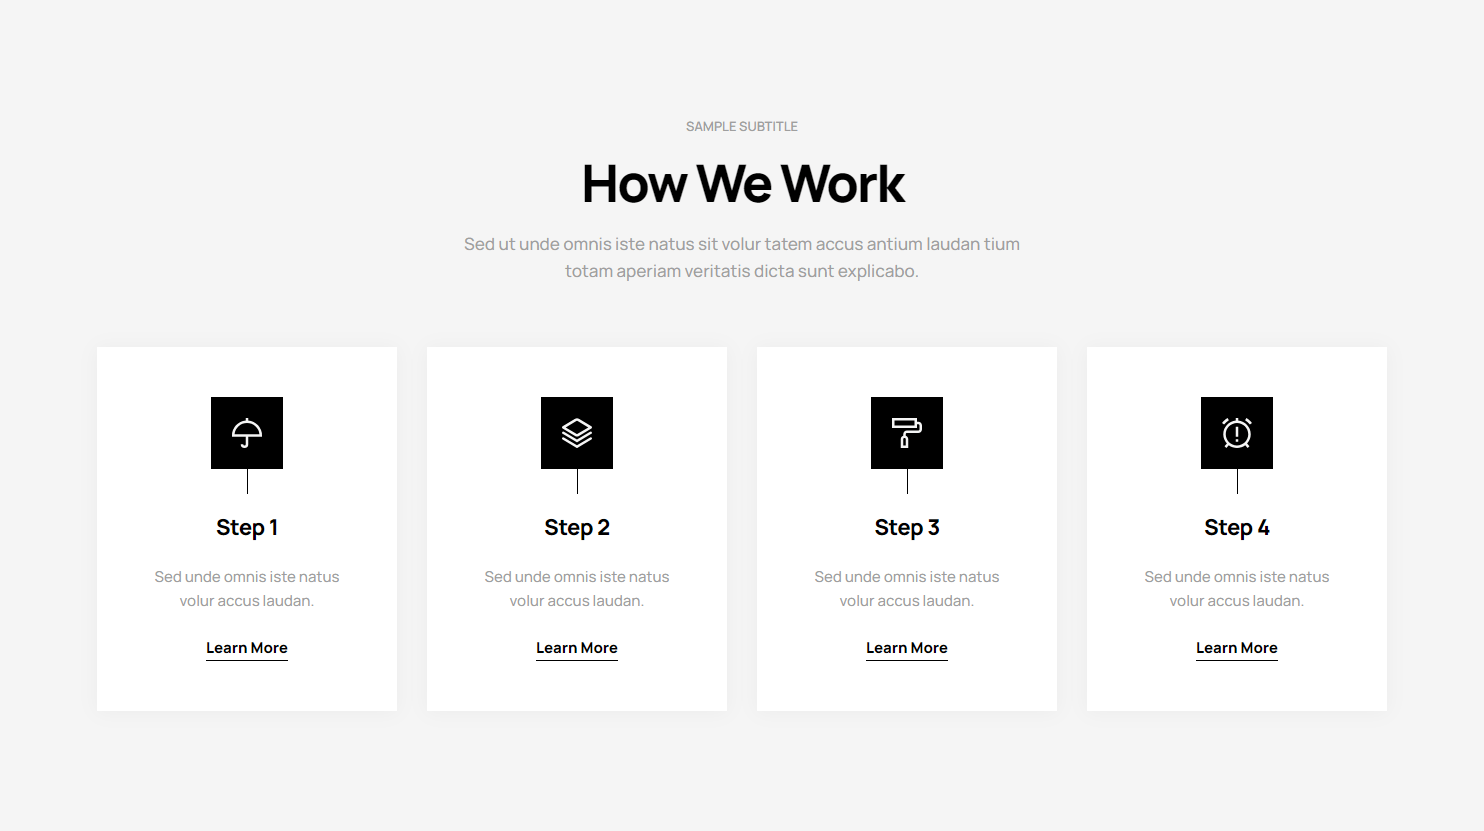 SAMPLE SUBTITLE
How We Work
Sed ut unde omnis iste natus sit volur tatem accus antium laudan tium
totam aperiam veritatis dicta sunt explicabo.
Step 1
Sed unde omnis iste natus
volur accus laudan.
Learn More
Step 2
Sed unde omnis iste natus
volur accus laudan.
Learn More
Step 3
Sed unde omnis iste natus
volur accus laudan.
Learn More
Step 4
Sed unde omnis iste natus
volur accus laudan.
Learn More